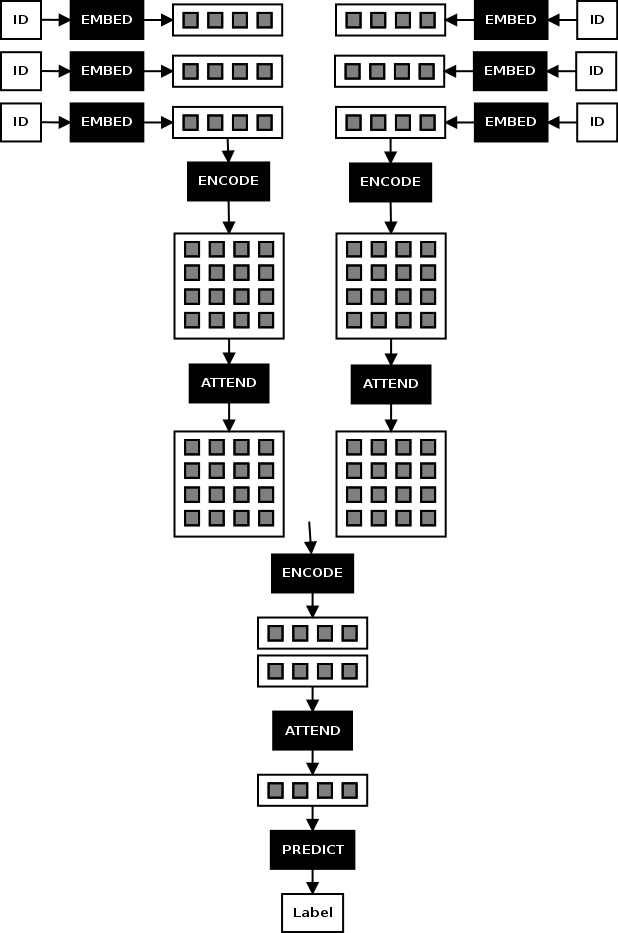 ID EMBED EMBED ID
ID EMBED EMBED ID
ID EMBED EMBED ID
ENCODE ENCODE
ATTEND ATTEND
ENCODE
ATTEND
PREDICT
Label